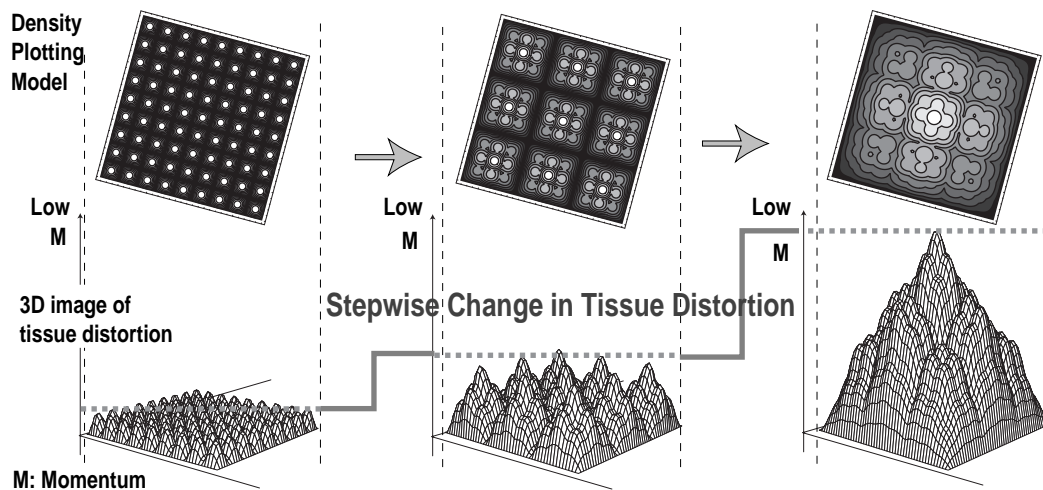 Density
Plotting
Model
Low
M
Low
M
Low
M
3D image of
tissue distortion
Stepwise Change in Tissue Distortion
M: Momentum